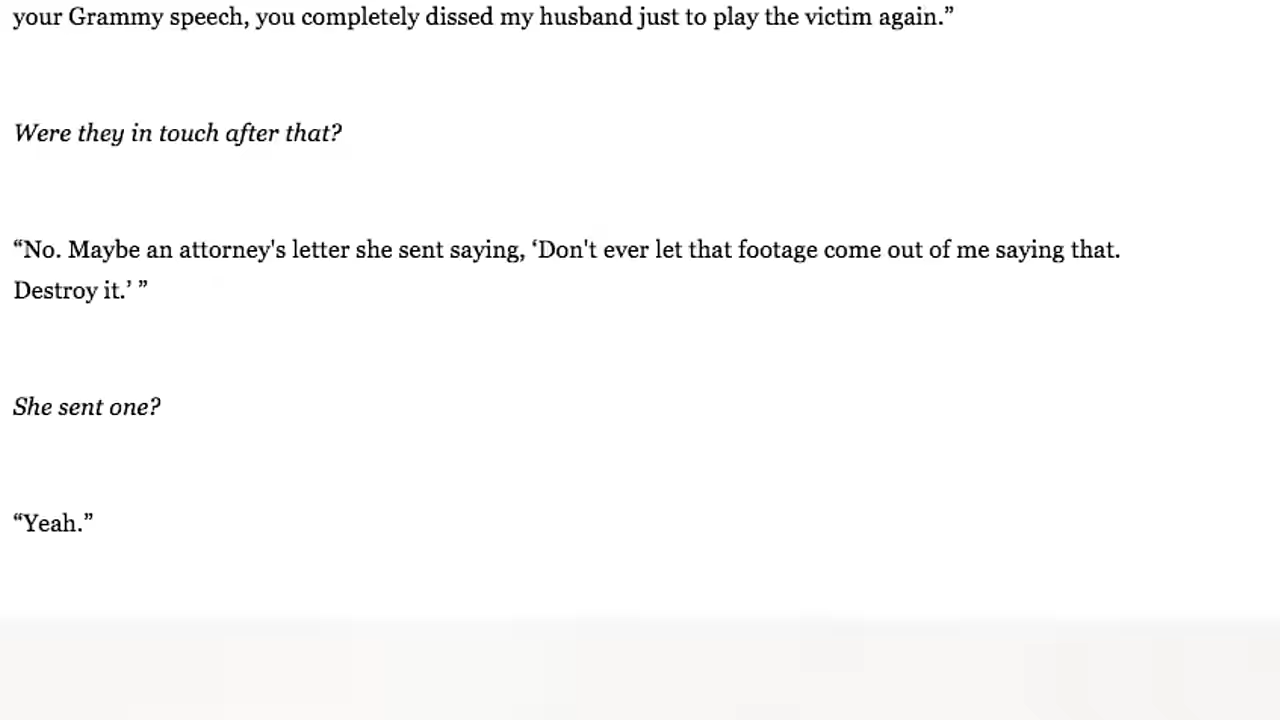 your Grammy speech, you completely dissed my husband just to play the victim again.”
Were they in touch after that?
“No. Maybe an attorney's letter she sent saying, ‘Don't ever let that footage come out of me saying that.
Destroy it.’ ”
She sent one?
“Yeah.”